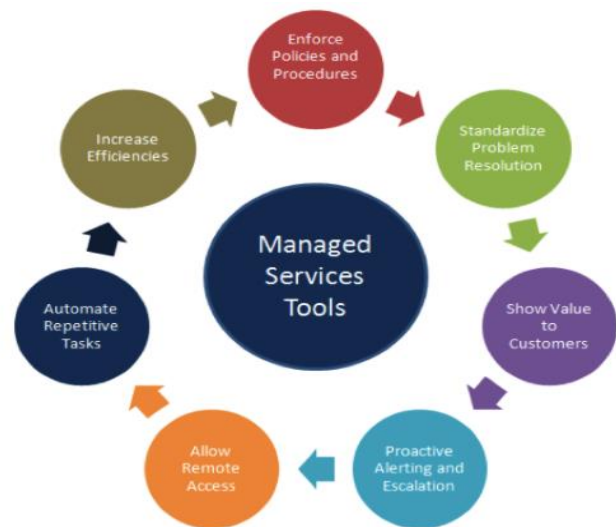 Enforce
Policies and
Procedures
Standardize
Problem
Resolution
Show Value
to
Customers
Proactive
Alerting and
Escalation
Allow
Remote
Access
Automate
Repetitive
Tasks
Increase
Efficiencies
Managed
Services
Tools